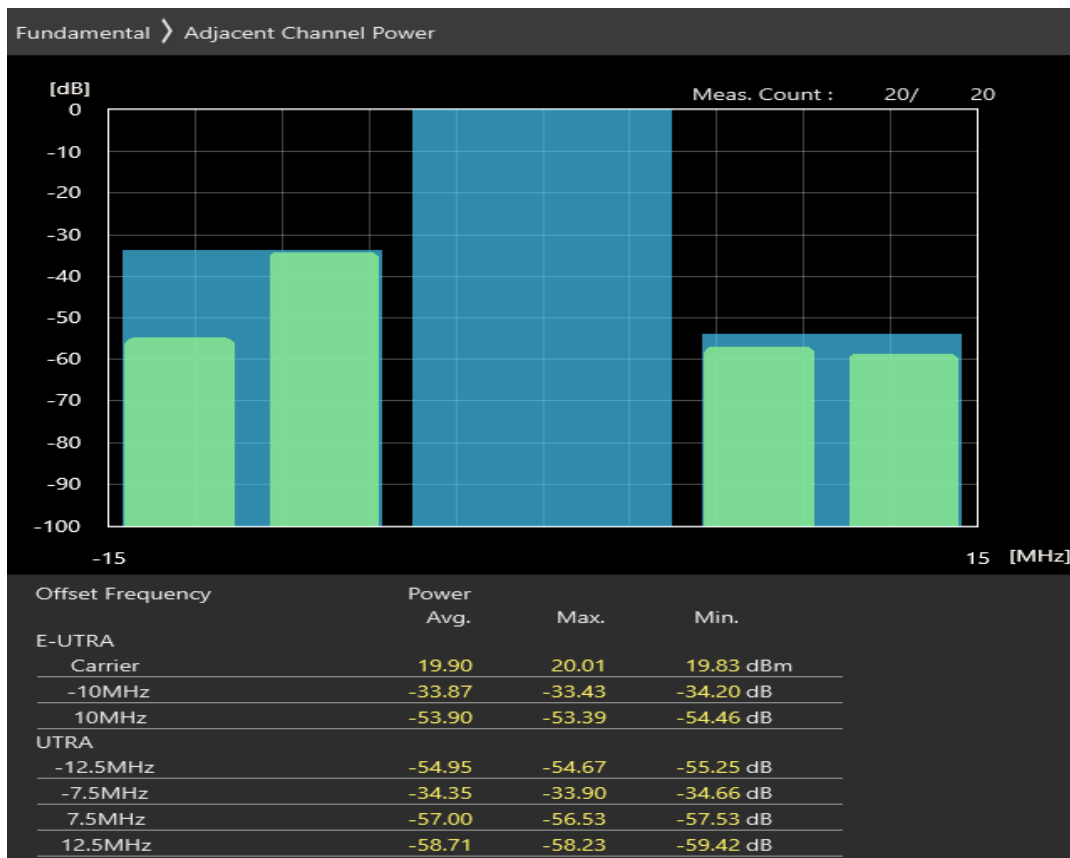 Fundamental 〉 Adjacent Channel Power
[dB]
Meas. Count : 20/ 20
0
-10
-20
-30
-40
-50
-60
-70
-80
-90
-100
-15 15 [MHz]
Offset Frequency Power
Avg. Max. Min.
E-UTRA
Carrier 19.90 20.01 19.83 dBm
-10MHz -33.87 -33.43 -34.20 dB
10MHz -53.90 -53.39 -54.46 dB
UTRA
-12.5MHz -54.95 -54.67 -55.25 dB
-7.5MHz -34.35 -33.90 -34.66 dB
7.5MHz -57.00 -56.53 -57.53 dB
12.5MHz -58.71 -58.23 -59.42 dB